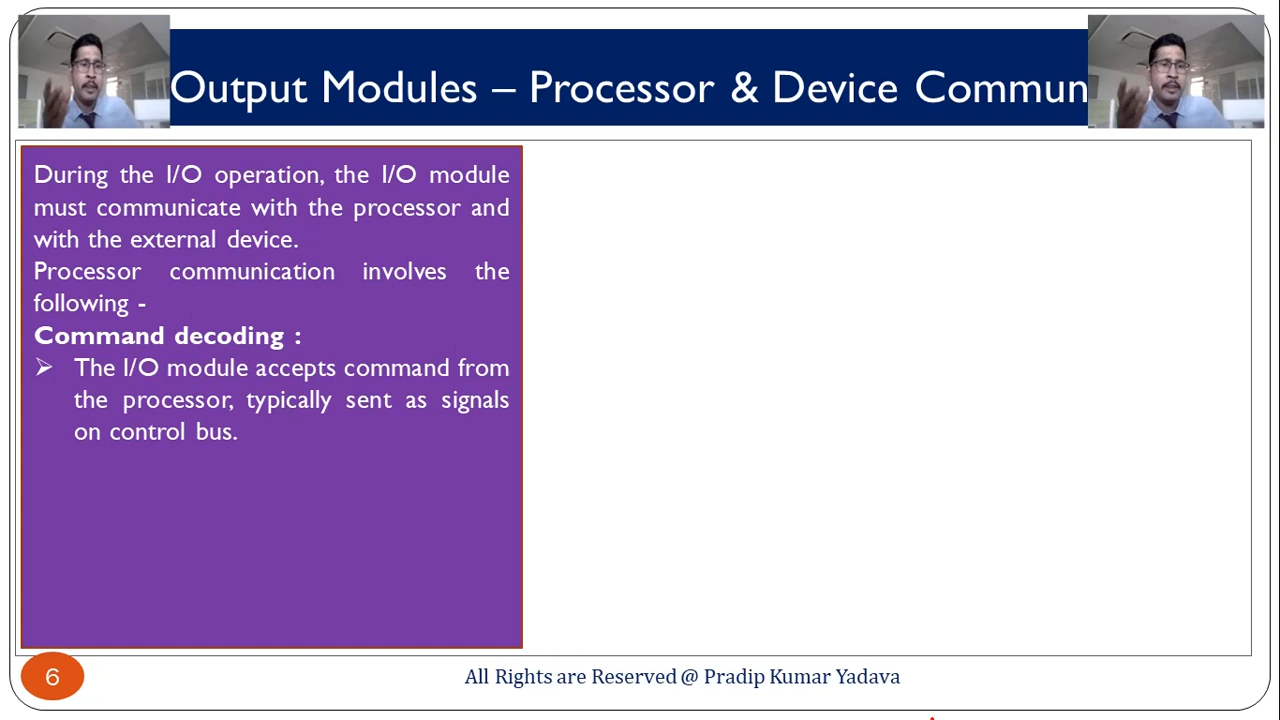 Output Modules – Processor & Device Commun
During the I/O operation, the I/O module
must communicate with the processor and
with the external device.
Processor communication involves the
following -
Command decoding :
➢ The I/O module accepts command from
the processor, typically sent as signals
on control bus.
6
All Rights are Reserved @ Pradip Kumar Yadava